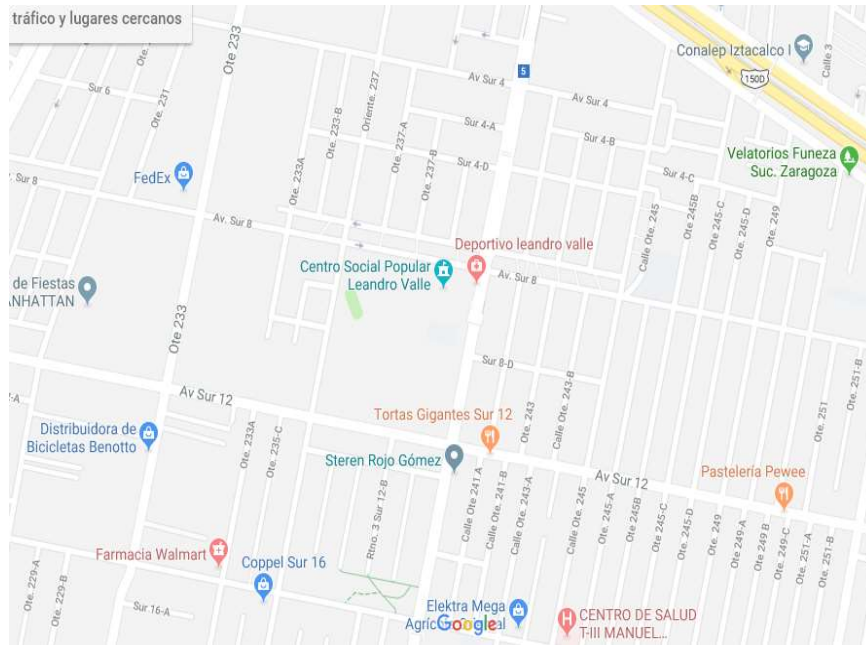 tráfico y lugares cercanos
Ote 233
Ote. 231
Sur 6
FedEx
Av. Sur 8
Av. Sur 8
Ote. 233-B
Oriente. 237
Ote. 237-A
Ote. 237-B
Ote. 233A
5
Av Sur 4
Av Sur 4
Sur 4-A
Sur 4-B
Sur 4-D
Sur 4-C
Conalep Iztacalco I
150D
Calle 3
Velatorios Funeza
Suc. Zaragoza
Calle Ote. 245
Ote 245B
Ote 245-C
Ote 245-D
Ote. 249
Deportivo leandro valle
Centro Social Popular
Leandro Valle
Av. Sur 8
de Fiestas
ANHATTAN
Ote 233
Sur 8-D
Ote. 243
Calle Ote. 243-B
Ote. 251
Ote. 251-B
Av Sur 12
Tortas Gigantes Sur 12
Distribuidora de
Bicicletas Benotto
Ote. 233A
Ote. 235-C
Steren Rojo Gómez
Av Sur 12
Pastelería Pewee
Rtno. 3 Sur 12-B
Calle Ote 241.A
Calle Ote. 241-B
Calle Ote. 243-A
Calle Ote. 245
Ote. 245-A
Ote. 245B
Ote. 245-C
Ote. 245-D
Ote. 249
Ote 249-A
Ote 249 B
Ote. 249-C
Ote. 251-A
Ote. 251-B
Farmacia Walmart
Coppel Sur 16
Ote. 229-A
Ote. 229-B
Sur 16-A
Elektra Mega
Google
CENTRO DE SALUD
T-III MANUEL...